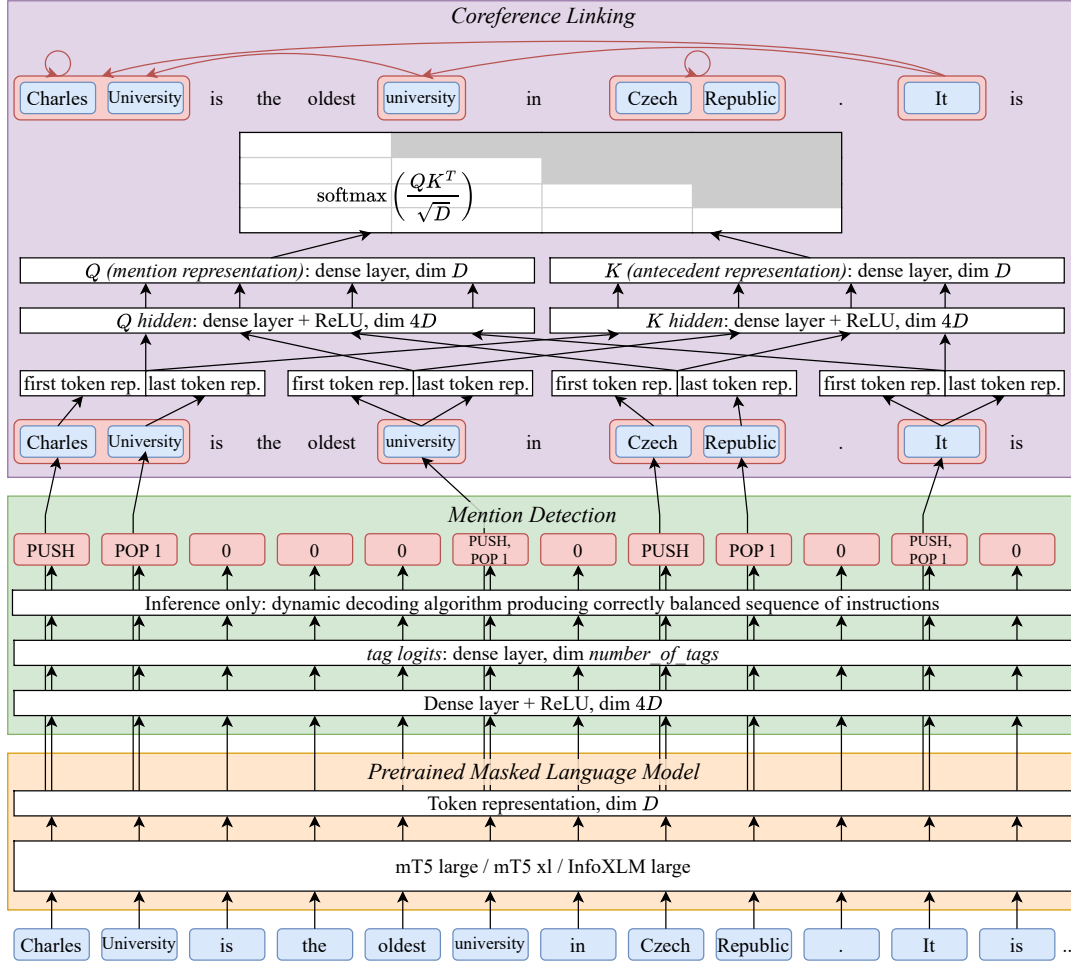 Coreference Linking
Charles University is the oldest university in Czech Republic . It is
softmax(QK^T/√D)
Q (mention representation): dense layer, dim D K (antecedent representation): dense layer, dim D
Q hidden: dense layer + ReLU, dim 4D K hidden: dense layer + ReLU, dim 4D
first token rep. last token rep. first token rep. last token rep. first token rep. last token rep. first token rep. last token rep.
Charles University is the oldest university in Czech Republic . It is
Mention Detection
PUSH POP 1 0 0 0 PUSH, POP 1 0 PUSH POP 1 0 PUSH, POP 1 0
Inference only: dynamic decoding algorithm producing correctly balanced sequence of instructions
tag logits: dense layer, dim number_of_tags
Dense layer + ReLU, dim 4D
Pretrained Masked Language Model
Token representation, dim D
mT5 large / mT5 xl / InfoXLM large
Charles University is the oldest university in Czech Republic . It is ..